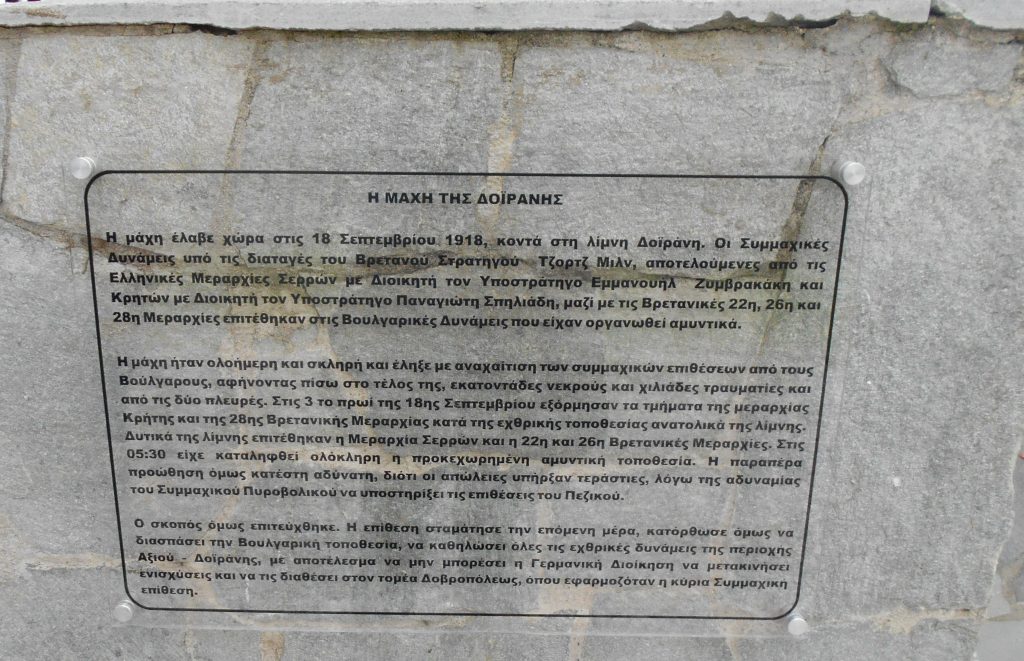 Η ΜΑΧΗ ΤΗΣ ΔΟΪΡΑΝΗΣ
Η μάχη έλαβε χώρα στις 18 Σεπτεμβρίου 1918, κοντά στη λίμνη Δοϊράνη. Οι Συμμαχικές
Δυνάμεις υπό τις διαταγές του Βρετανού Στρατηγού Τζορτζ Μιλν, αποτελούμενες από τις
Ελληνικές Μεραρχίες Σερρών με Διοικητή τον Υποστράτηγο Εμμανουήλ Ζυμβρακάκη και
Κρητών με Διοικητή τον Υποστράτηγο Παναγιώτη Σπηλιάδη, μαζί με τις Βρετανικές 22η, 26η και
28η Μεραρχίες επιτέθηκαν στις Βουλγαρικές Δυνάμεις που είχαν οργανωθεί αμυντικά.
Η μάχη ήταν ολοήμερη και σκληρή και έληξε με αναχαίτιση των συμμαχικών επιθέσεων από τους
Βούλγαρους, αφήνοντας πίσω στο τέλος της, εκατοντάδες νεκρούς και χιλιάδες τραυματίες και
από τις δύο πλευρές. Στις 3 το πρωί της 18ης Σεπτεμβρίου εξόρμησαν τα τμήματα της μεραρχίας
Κρήτης και της 28ης Βρετανικής Μεραρχίας κατά της εχθρικής τοποθεσίας ανατολικά της λίμνης.
Δυτικά της λίμνης επιτέθηκαν η Μεραρχία Σερρών και η 22η και 26η Βρετανικές Μεραρχίες. Στις
05:30 είχε καταληφθεί ολόκληρη η προκεχωρημένη αμυντική τοποθεσία. Η παραπέρα
προώθηση όμως κατέστη αδύνατη, διότι οι απώλειες υπήρξαν τεράστιες, λόγω της αδυναμίας
του Συμμαχικού Πυροβολικού να υποστηρίξει τις επιθέσεις του Πεζικού.
Ο σκοπός όμως επιτεύχθηκε. Η επίθεση σταμάτησε την επόμενη μέρα, κατόρθωσε όμως να
διασπάσει την Βουλγαρική τοποθεσία, να καθηλώσει όλες τις εχθρικές δυνάμεις της περιοχής
Αξιού - Δοϊράνης, με αποτέλεσμα να μην μπορέσει η Γερμανική Διοίκηση να μετακινήσει
ενισχύσεις και να τις διαθέσει στον τομέα Δοβροπόλεως, όπου εφαρμοζόταν η κύρια Συμμαχική
επίθεση.